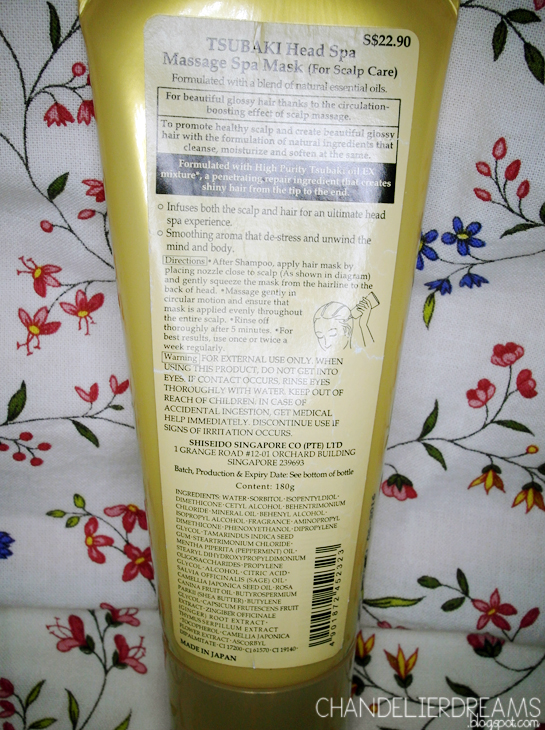 S$22.90
TSUBAKI Head Spa
Massage Spa Mask (For Scalp Care)
Formulated with a blend of natural essential oils.
For beautiful glossy hair thanks to the circulation-
boosting effect of scalp massage.
To promote healthy scalp and create beautiful glossy
hair with the formulation of natural ingredients that
cleanse, moisturize and soften at the same.
Formulated with High Purity Tsubaki oil EX
mixture*, a penetrating repair ingredient that creates
shiny hair from the tip to the end.
○ Infuses both the scalp and hair for an ultimate head
spa experience.
○ Smoothing aroma that de-stress and unwind the
mind and body.
Directions •After Shampoo, apply hair mask by
placing nozzle close to scalp (As shown in diagram)
and gently squeeze the mask from the hairline to the
back of head. •Massage gently in
circular motion and ensure that
mask is applied evenly throughout
the entire scalp. •Rinse off
thoroughly after 5 minutes. •For
best results, use once or twice a
week regularly.
Warning FOR EXTERNAL USE ONLY. WHEN
USING THIS PRODUCT, DO NOT GET INTO
EYES. IF CONTACT OCCURS, RINSE EYES
THOROUGHLY WITH WATER. KEEP OUT OF
REACH OF CHILDREN. IN CASE OF
ACCIDENTAL INGESTION, GET MEDICAL
HELP IMMEDIATELY. DISCONTINUE USE IF
SIGNS OF IRRITATION OCCURS.
SHISEIDO SINGAPORE CO (PTE) LTD
1 GRANGE ROAD #12-01 ORCHARD BUILDING
SINGAPORE 239693
Batch, Production & Expiry Date: See bottom of bottle
Content: 180g
INGREDIENTS: WATER·SORBITOL·ISOPENTYLDIOL·
DIMETHICONE·CETYL ALCOHOL·BEHENTRIMONIUM
CHLORIDE·MINERAL OIL·BEHENYL ALCOHOL·
ISOPROPYL ALCOHOL·FRAGRANCE·AMINOPROPYL
DIMETHICONE·PHENOXYETHANOL·DIPROPYLENE
GLYCOL·TAMARINDUS INDICA SEED
GUM·STEARTRIMONIUM CHLORIDE·
MENTHA PIPERITA (PEPPERMINT) OIL·
STEARYL DIHYDROXYPROPYLDIMONIUM
OLIGOSACCHARIDES·PROPYLENE
GLYCOL·ALCOHOL·CITRIC ACID·
SALVIA OFFICINALIS (SAGE) OIL·
CAMELLIA JAPONICA SEED OIL·ROSA
CANINA FRUIT OIL·BUTYROSPERMUM
PARKII (SHEA BUTTER)·BUTYLENE
GLYCOL·CAPSICUM FRUTESCENS FRUIT
EXTRACT·ZINGIBER OFFICINALE
(GINGER) ROOT EXTRACT·
THYMUS SERPILLUM EXTRACT
·TOCOPHEROL·CAMELLIA JAPONICA
FLOWER EXTRACT·ASCORBYL
DIPALMITATE·CI 17200·CI 61570·CI 19140·
MADE IN JAPAN
CHANDELIERDREAMS
.blogspot.com